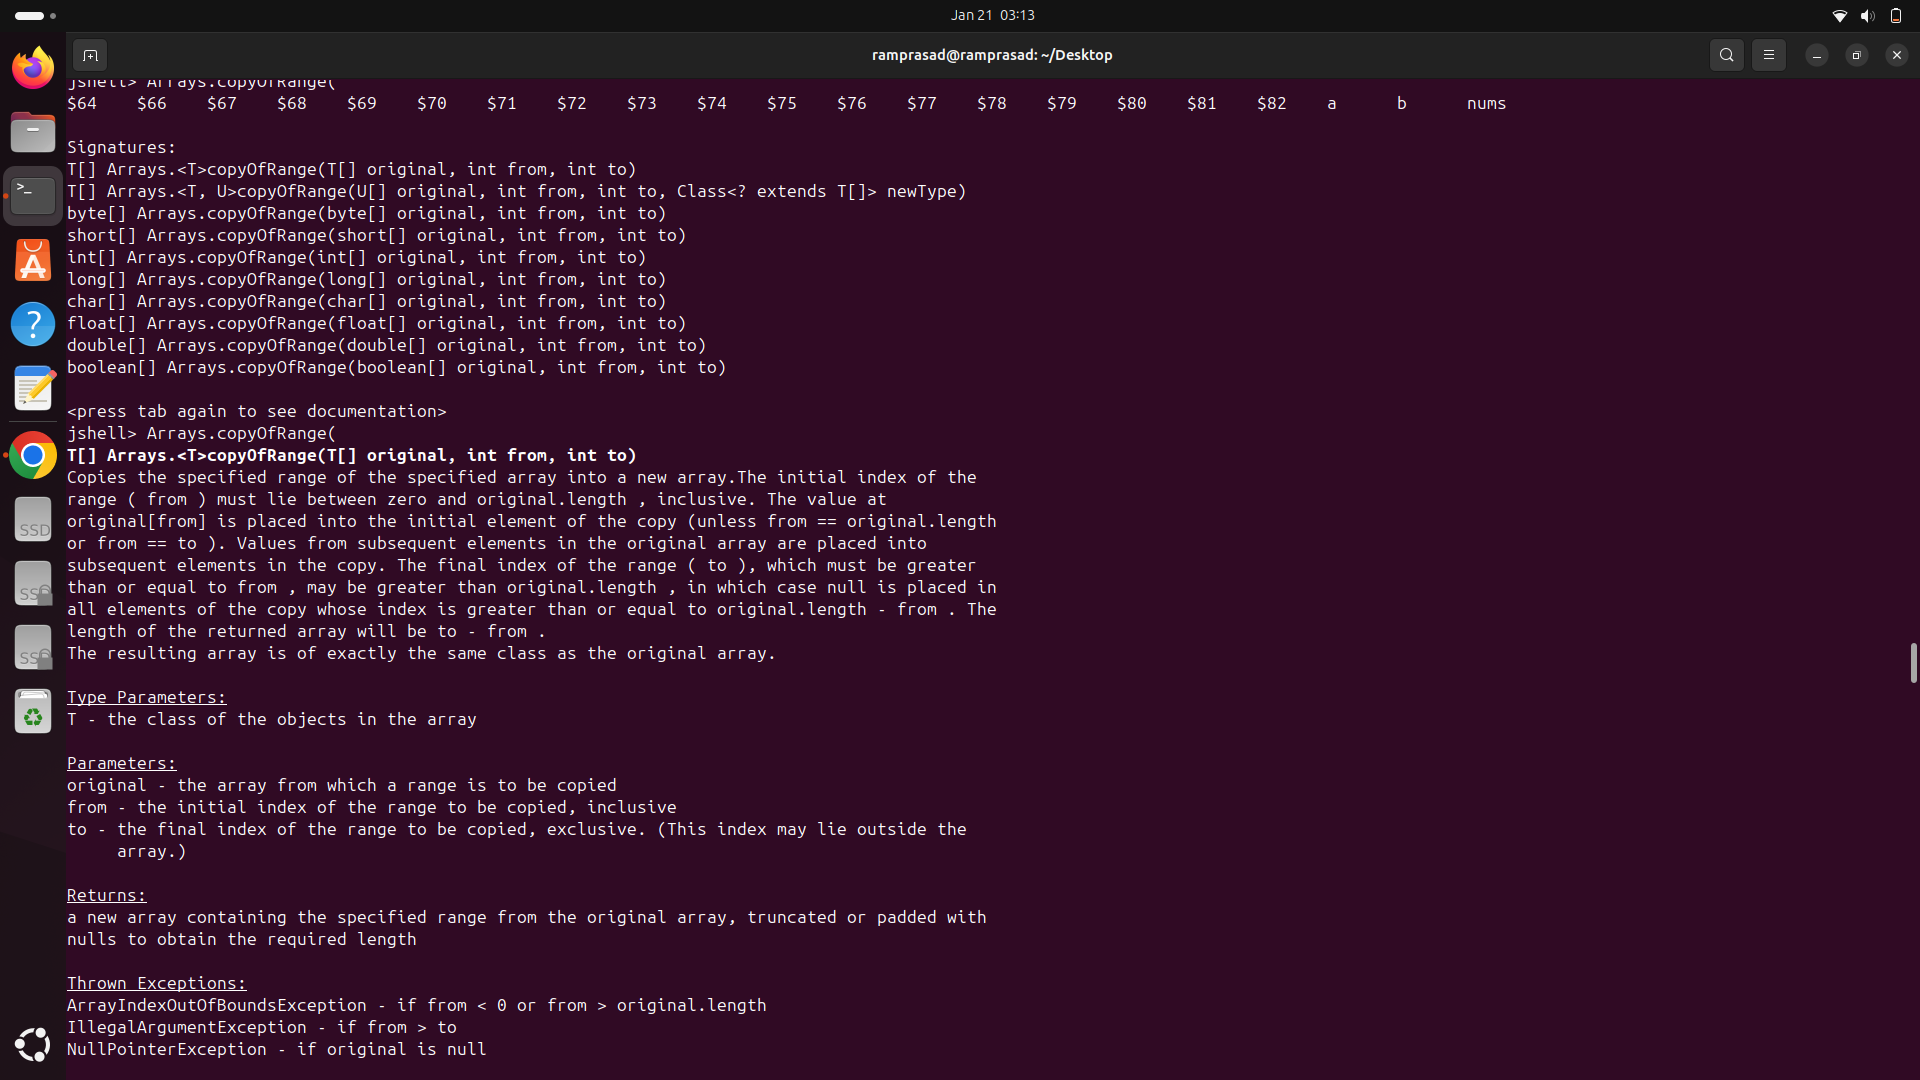 Jan 21 03:13
ramprasad@ramprasad: ~/Desktop
jshell> Arrays.copyOfRange(
$64 $66 $67 $68 $69 $70 $71 $72 $73 $74 $75 $76 $77 $78 $79 $80 $81 $82 a b nums
Signatures:
T[] Arrays.<T>copyOfRange(T[] original, int from, int to)
T[] Arrays.<T, U>copyOfRange(U[] original, int from, int to, Class<? extends T[]> newType)
byte[] Arrays.copyOfRange(byte[] original, int from, int to)
short[] Arrays.copyOfRange(short[] original, int from, int to)
int[] Arrays.copyOfRange(int[] original, int from, int to)
long[] Arrays.copyOfRange(long[] original, int from, int to)
char[] Arrays.copyOfRange(char[] original, int from, int to)
float[] Arrays.copyOfRange(float[] original, int from, int to)
double[] Arrays.copyOfRange(double[] original, int from, int to)
boolean[] Arrays.copyOfRange(boolean[] original, int from, int to)
<press tab again to see documentation>
jshell> Arrays.copyOfRange(
T[] Arrays.<T>copyOfRange(T[] original, int from, int to)
Copies the specified range of the specified array into a new array.The initial index of the
range ( from ) must lie between zero and original.length , inclusive. The value at
original[from] is placed into the initial element of the copy (unless from == original.length
or from == to ). Values from subsequent elements in the original array are placed into
subsequent elements in the copy. The final index of the range ( to ), which must be greater
than or equal to from , may be greater than original.length , in which case null is placed in
all elements of the copy whose index is greater than or equal to original.length - from . The
length of the returned array will be to - from .
The resulting array is of exactly the same class as the original array.
Type Parameters:
T - the class of the objects in the array
Parameters:
original - the array from which a range is to be copied
from - the initial index of the range to be copied, inclusive
to - the final index of the range to be copied, exclusive. (This index may lie outside the
array.)
Returns:
a new array containing the specified range from the original array, truncated or padded with
nulls to obtain the required length
Thrown Exceptions:
ArrayIndexOutOfBoundsException - if from < 0 or from > original.length
IllegalArgumentException - if from > to
NullPointerException - if original is null
SSD
SSD
SSD